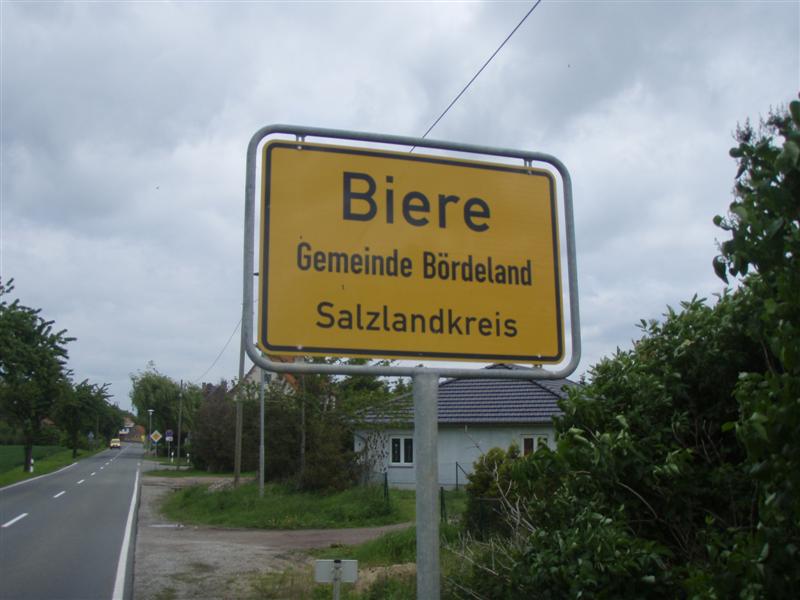 Biere
Gemeinde Bördeland
Salzlandkreis